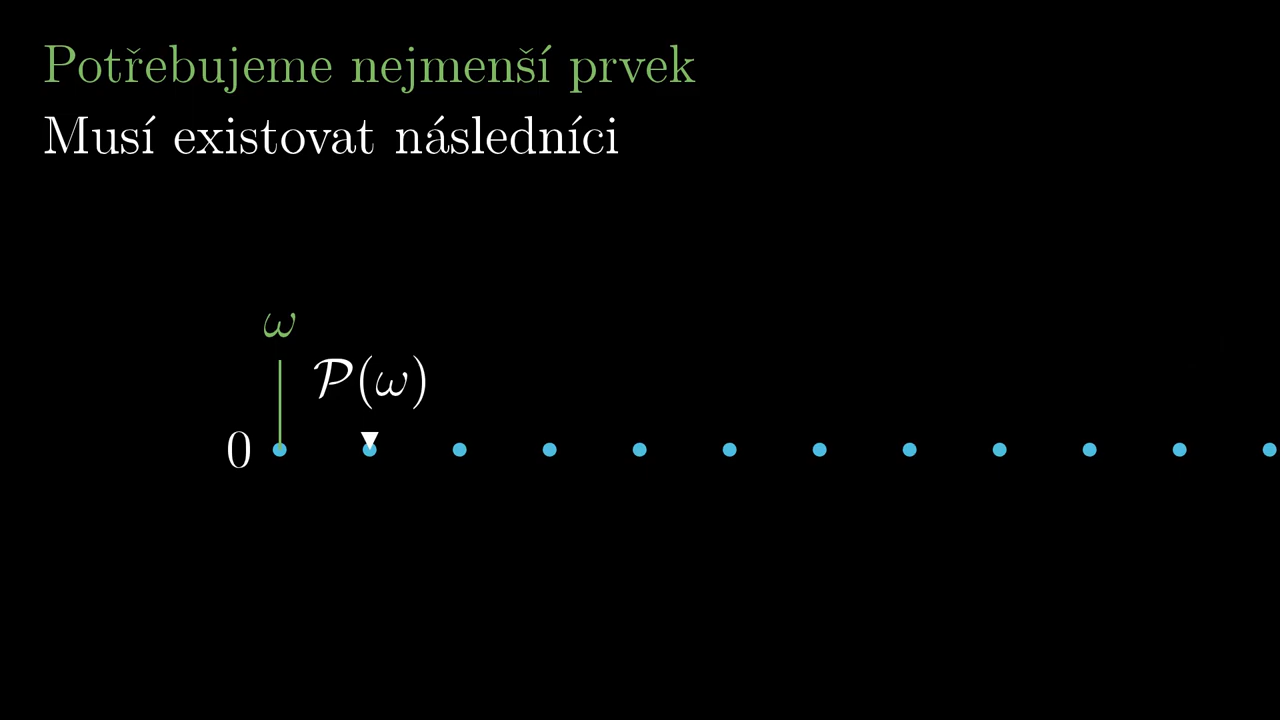 Potřebujeme nejmenší prvek
Musí existovat následníci
ω
𝒫(ω)
0